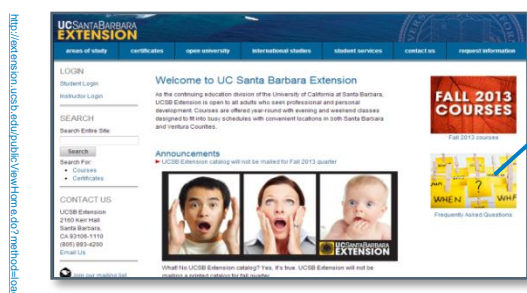 http://extension.ucsb.edu/public/viewHome.do?method=loa
UCSANTABARBARA
EXTENSION
areas of study certificates open university international studies student services contact us request information
LOGIN
Student Login
Instructor Login
SEARCH
Search Entire Site:
Search
Search For:
Courses
Certificates
CONTACT US
UCSB Extension
2160 Kerr Hall
Santa Barbara,
CA 93106-1110
(805) 893-4200
Email Us
Join our mailing list
Welcome to UC Santa Barbara Extension
As the continuing education division of the University of California at Santa Barbara,
UCSB Extension is open to all adults who seek professional and personal
development. Courses are offered year-round with evening and weekend classes
designed to fit into busy schedules with convenient locations in both Santa Barbara
and Ventura Counties.
Announcements
UCSB Extension catalog will not be mailed for Fall 2013 quarter
UCSANTABARBARA
EXTENSION
What! No UCSB Extension catalog? Yes, it's true. UCSB Extension will not be
mailing a printed catalog for fall quarter
FALL 2013
COURSES
Fall 2013 courses
?
WHEN
WH
Frequently Asked Questions